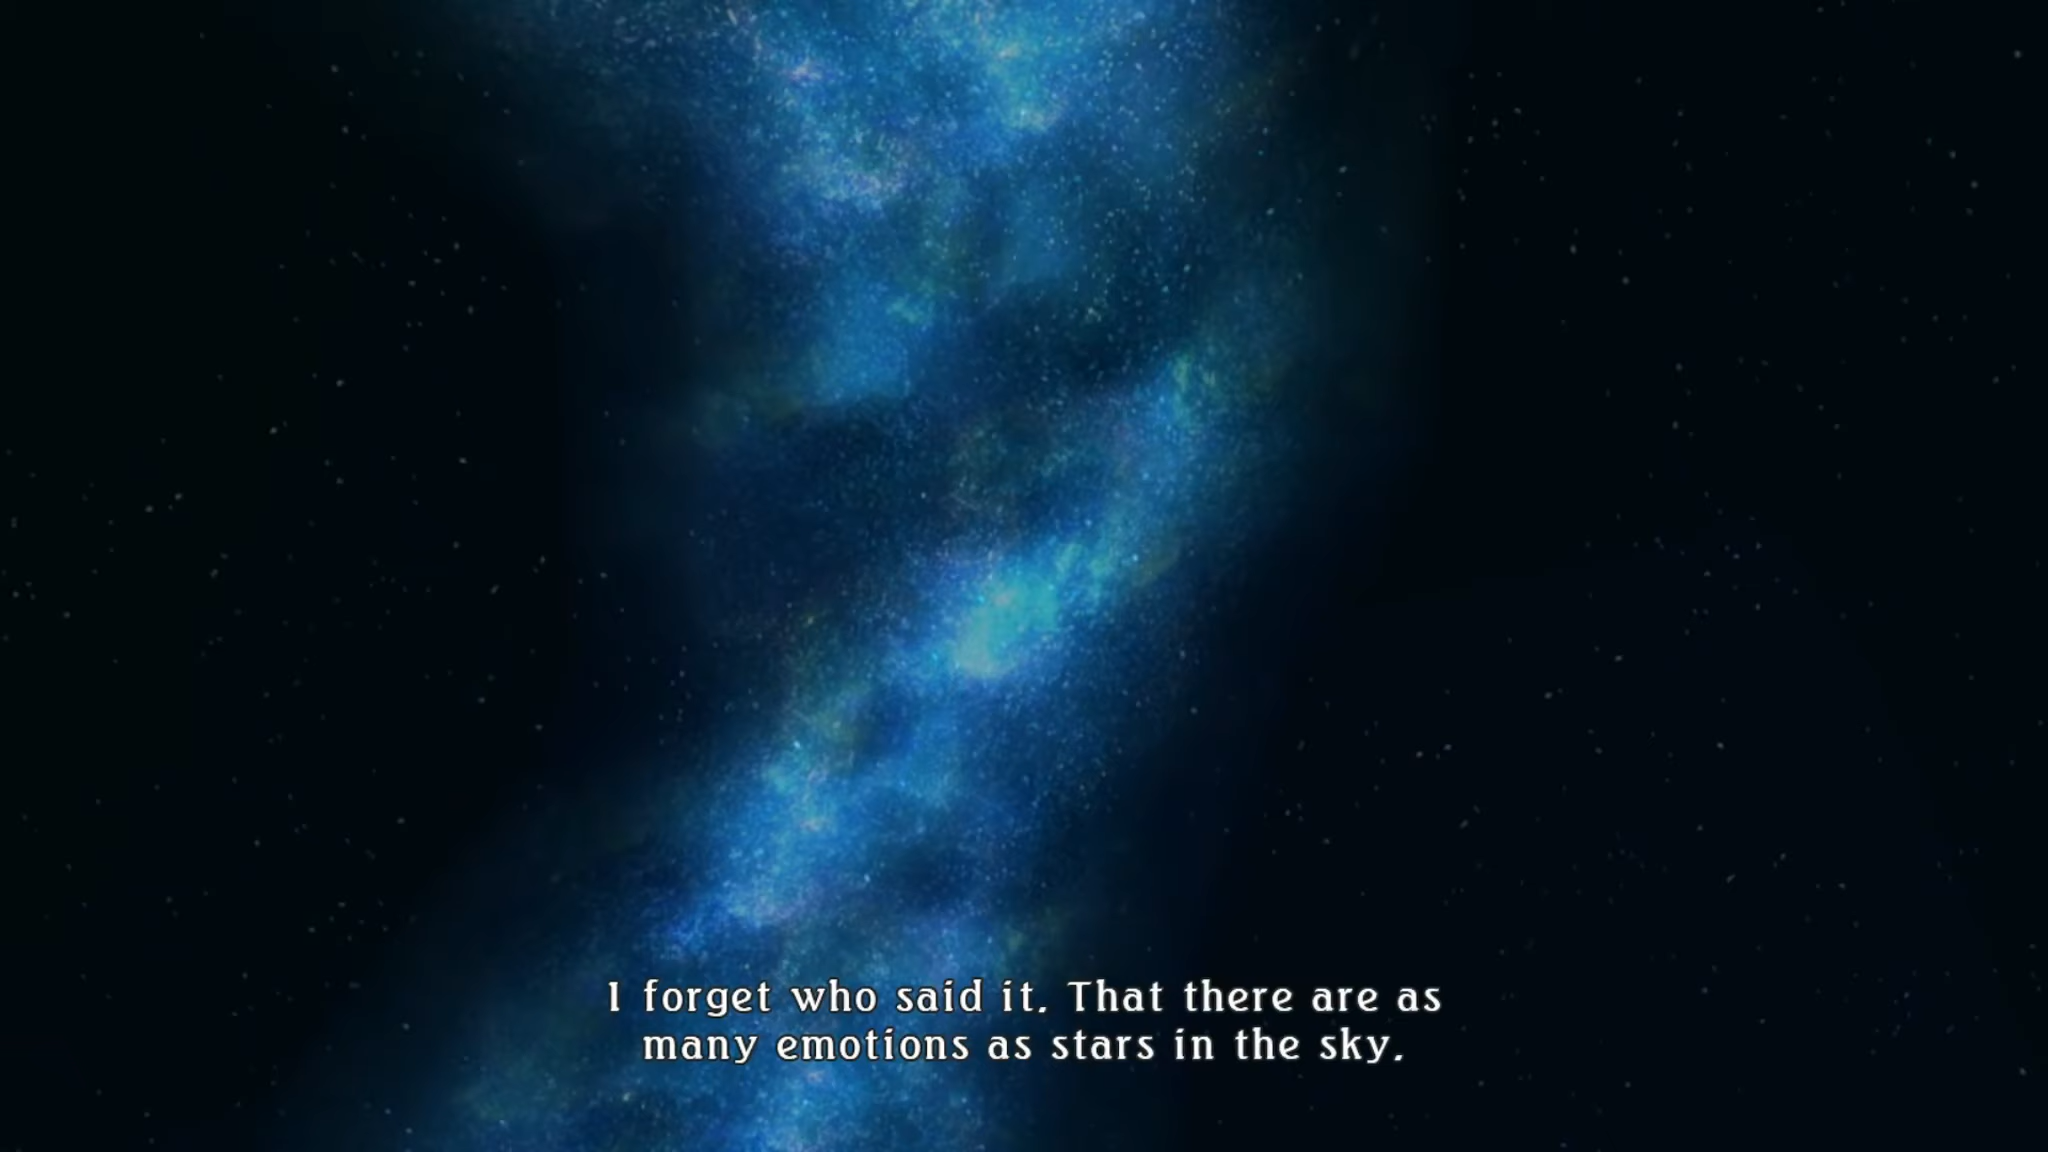 I forget who said it. That there are as
many emotions as stars in the sky.